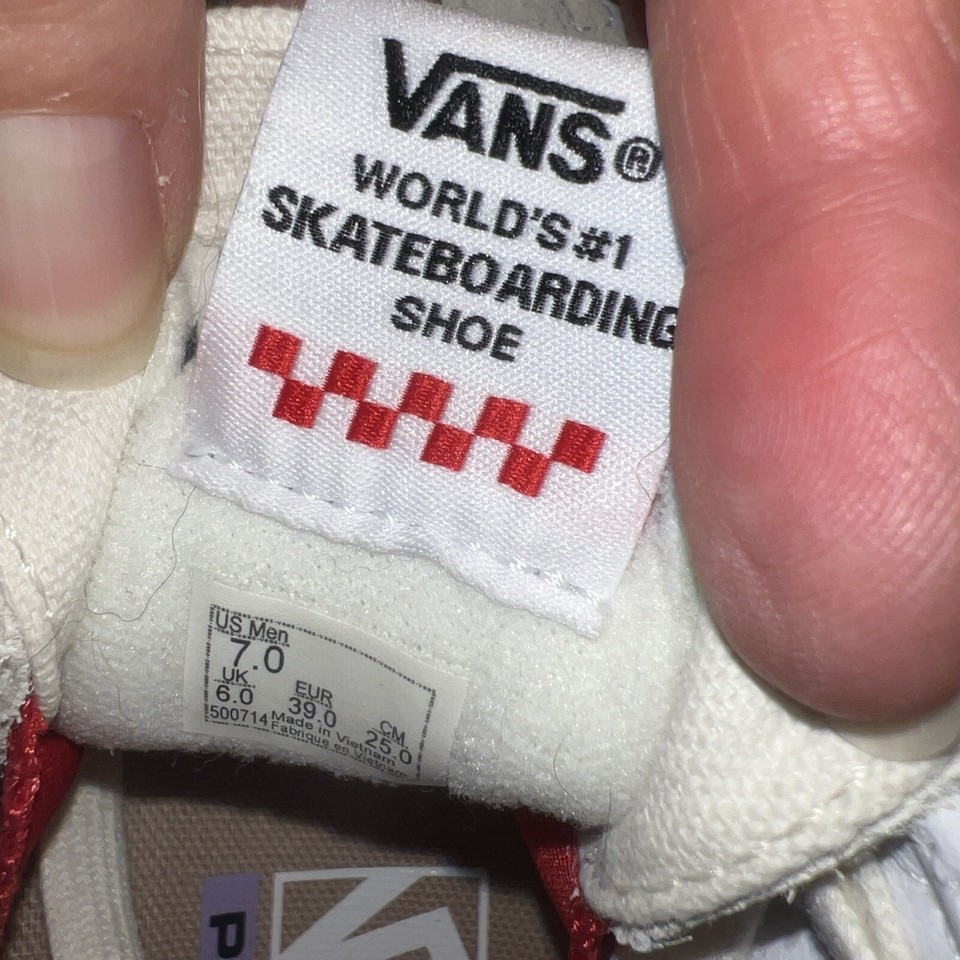 VANS®
WORLD'S #1
SKATEBOARDING
SHOE
US Men
7.0
UK
6.0
EUR
39.0
CM
25.0
500714
Made in Vietnam
Fabrique en Vietnam
P